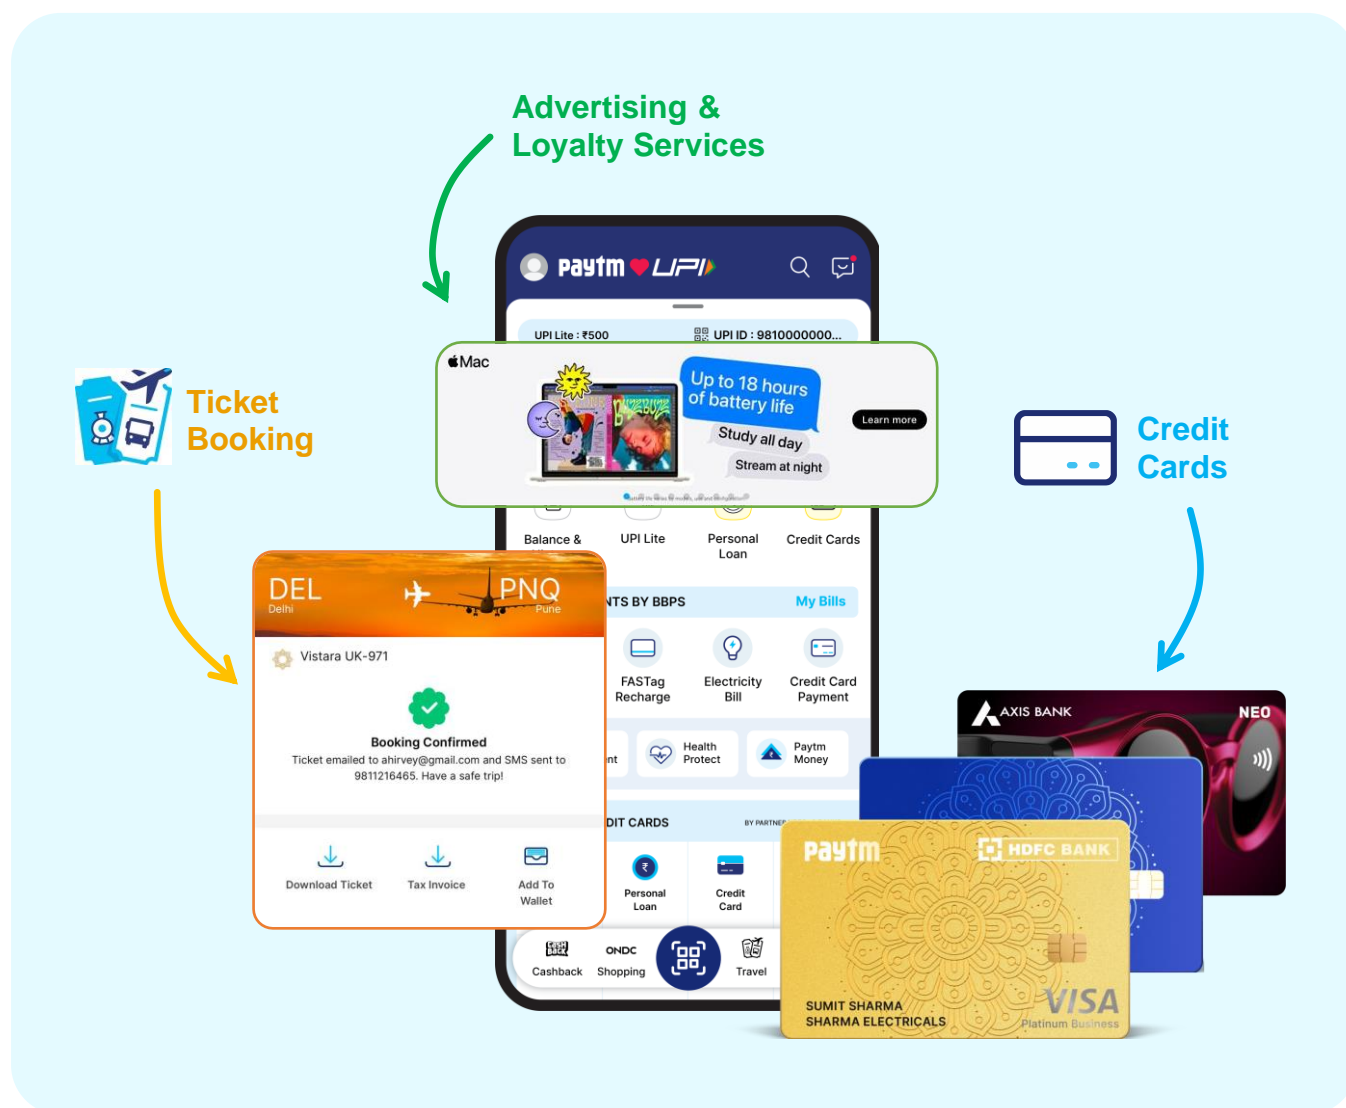 Advertising &
Loyalty Services
paytm UPI
UPI Lite : ₹500
UPI ID : 9810000000...
Mac
Up to 18 hours
of battery life
Study all day
Stream at night
Learn more
Ticket
Booking
Credit
Cards
Balance &
UPI Lite
Personal
Loan
Credit Cards
NTS BY BBPS
My Bills
FASTag
Recharge
Electricity
Bill
Credit Card
Payment
nt
Health
Protect
Paytm
Money
DIT CARDS
BY PARTNE
Personal
Loan
Credit
Card
Cashback
ONDC
Shopping
Travel
DEL
Delhi
PNQ
Pune
Vistara UK-971
Booking Confirmed
Ticket emailed to ahirvey@gmail.com and SMS sent to
9811216465. Have a safe trip!
Download Ticket
Tax Invoice
Add To
Wallet
AXIS BANK
NEO
paytm
HDFC BANK
SUMIT SHARMA
SHARMA ELECTRICALS
VISA
Platinum Business